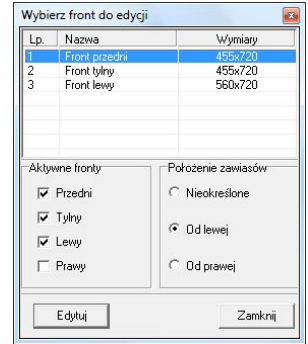 Wybierz front do edycji
Lp. Nazwa Wymiary
1 Front przedni 455x720
2 Front tylny 455x720
3 Front lewy 560x720
Aktywne fronty
Przedni
Tylny
Lewy
Prawy
Położenie zawiasów
Nieokreślone
Od lewej
Od prawej
Edytuj Zamknij